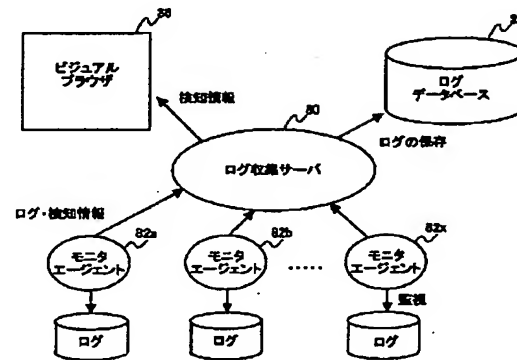 ビジュアル
ブラウザ
検知情報
ログ
データベース
80
ログの保存
ログ収集サーバ
ログ・検知情報
82a
モニタ
エージェント
82b
モニタ
エージェント
.....
82x
モニタ
エージェント
監視
ログ
ログ
ログ